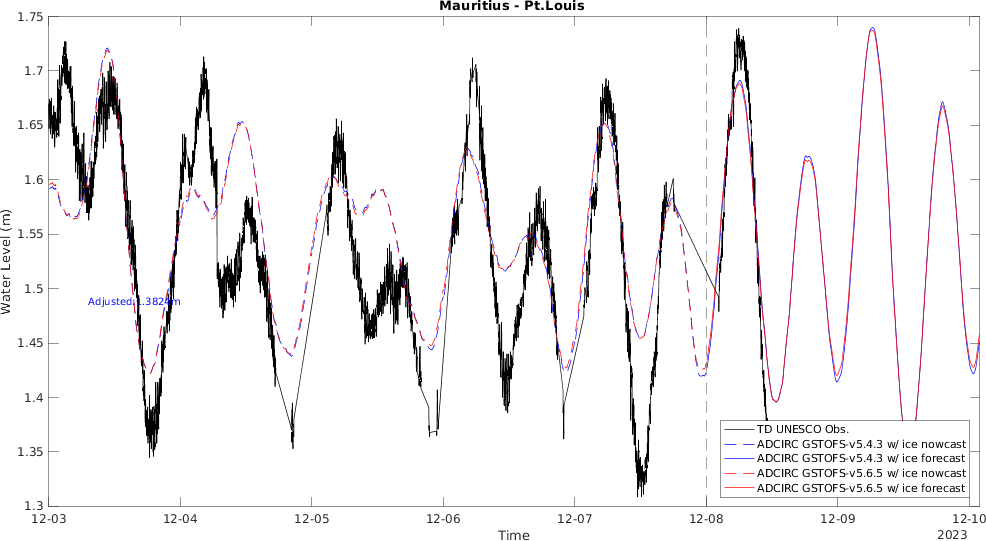 Mauritius - Pt.Louis
1.75
1.7
1.65
1.6
1.55
1.5
1.45
1.4
1.35
1.3
Water Level (m)
Adjusted:1.3824m
TD UNESCO Obs.
ADCIRC GSTOFS-v5.4.3 w/ ice nowcast
ADCIRC GSTOFS-v5.4.3 w/ ice forecast
ADCIRC GSTOFS-v5.6.5 w/ ice nowcast
ADCIRC GSTOFS-v5.6.5 w/ ice forecast
12-03 12-04 12-05 12-06 12-07 12-08 12-09 12-10
Time
2023